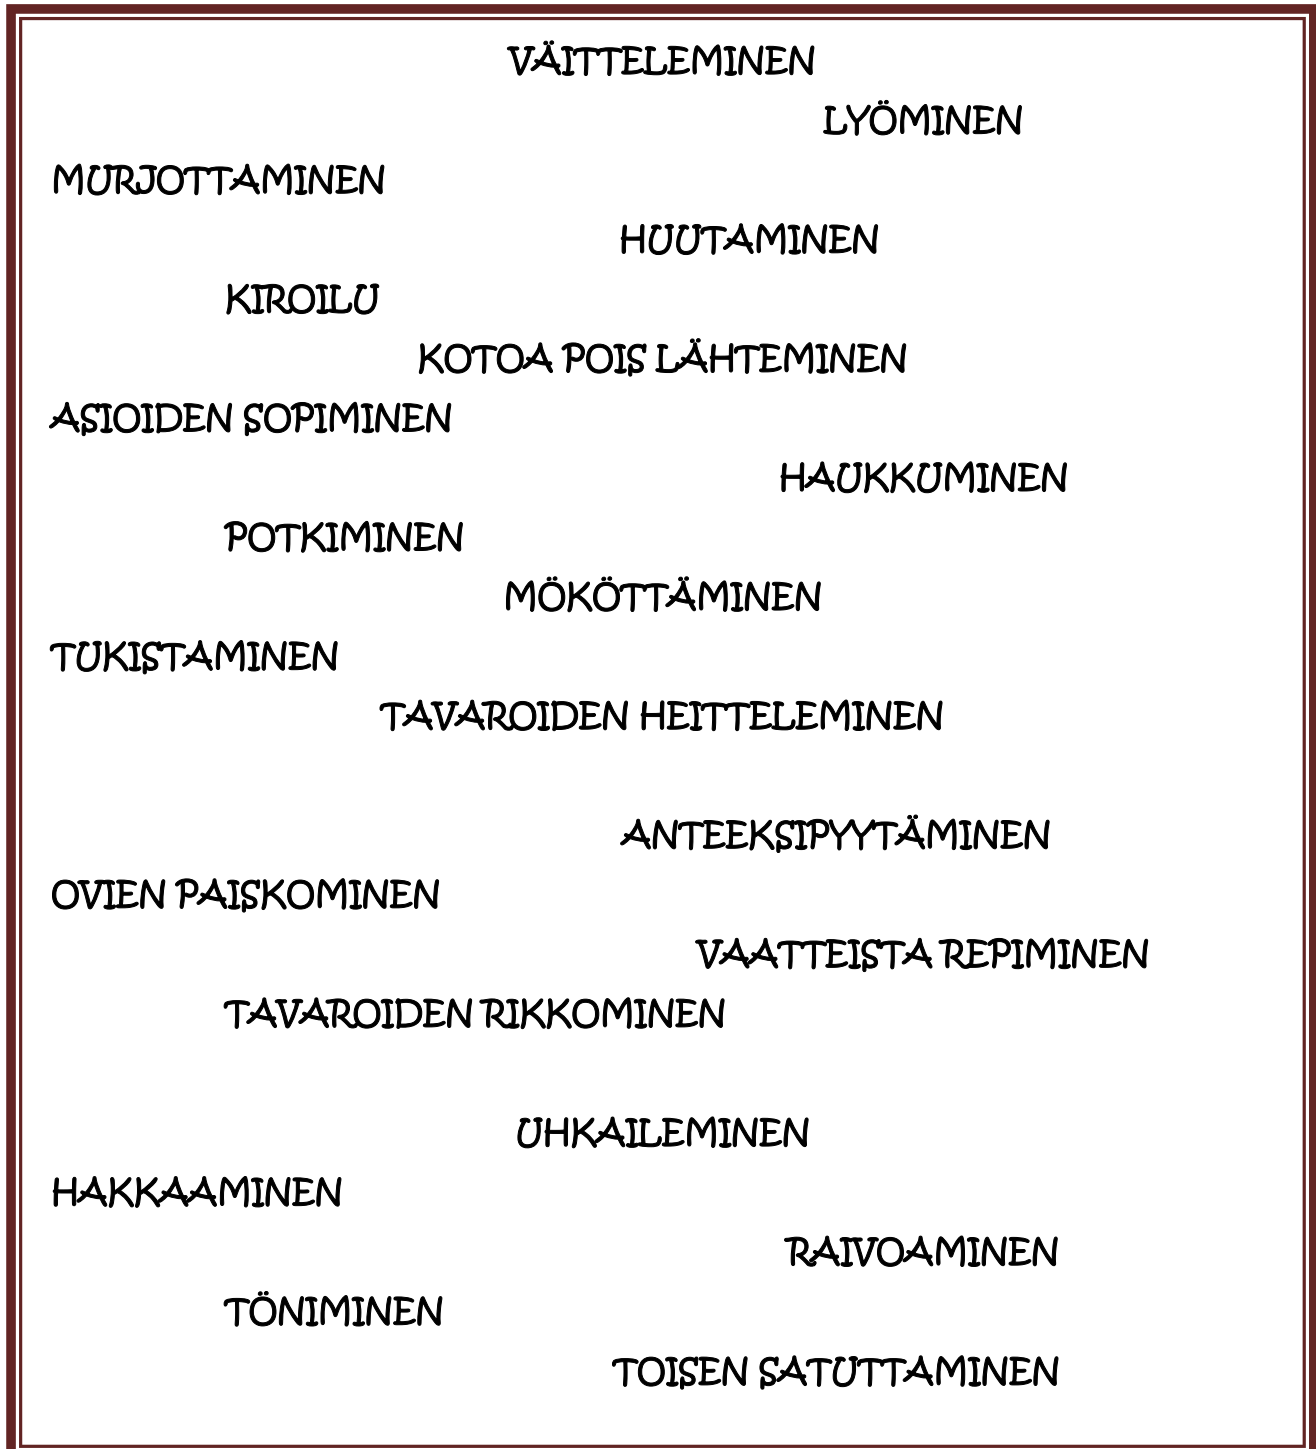 VÄITTELEMINEN
LYÖMINEN
MURJOTTAMINEN
HUUTAMINEN
KIROILU
KOTOA POIS LÄHTEMINEN
ASIOIDEN SOPIMINEN
HAUKKUMINEN
POTKIMINEN
MÖKÖTTÄMINEN
TUKISTAMINEN
TAVAROIDEN HEITTELEMINEN
ANTEEKSIPYYTÄMINEN
OVIEN PAISKOMINEN
VAATTEISTA REPIMINEN
TAVAROIDEN RIKKOMINEN
UHKAILEMINEN
HAKKAAMINEN
RAIVOAMINEN
TÖNIMINEN
TOISEN SATUTTAMINEN